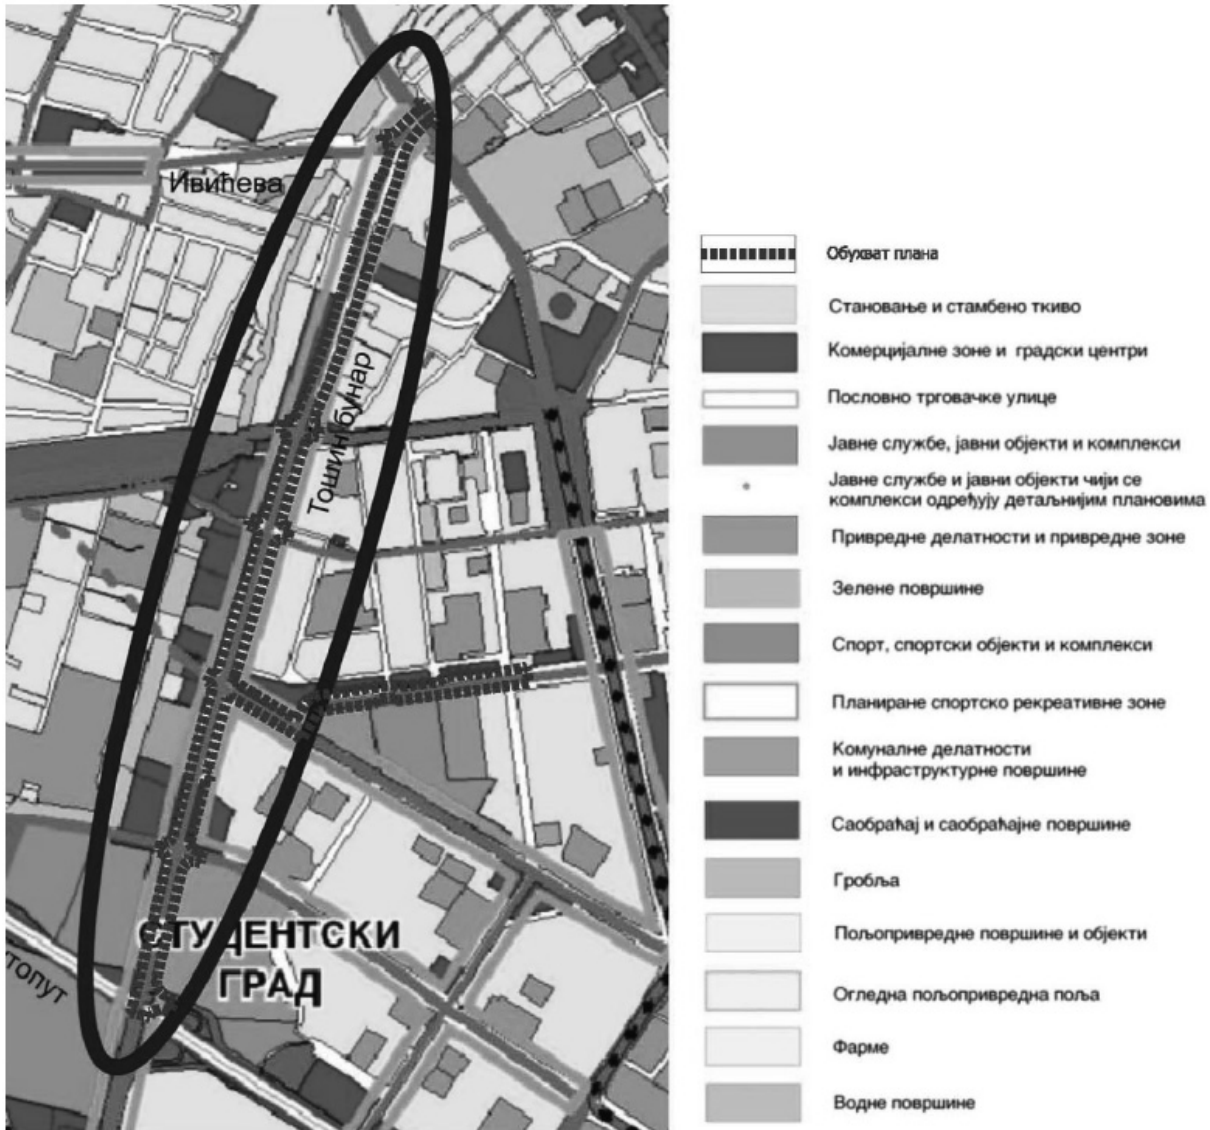 Ивићева
Тошин бунар
СТУДЕНТСКИ
ГРАД
топут
Обухват плана
Становање и стамбено ткиво
Комерцијалне зоне и градски центри
Пословно трговачке улице
Јавне службе, јавни објекти и комплекси
Јавне службе и јавни објекти чији се
комплекси одређују детаљнијим плановима
Привредне делатности и привредне зоне
Зелене површине
Спорт, спортски објекти и комплекси
Планиране спортско рекреативне зоне
Комуналне делатности
и инфраструктурне површине
Саобраћај и саобраћајне површине
Гробља
Пољопривредне површине и објекти
Огледна пољопривредна поља
Фарме
Водне површине